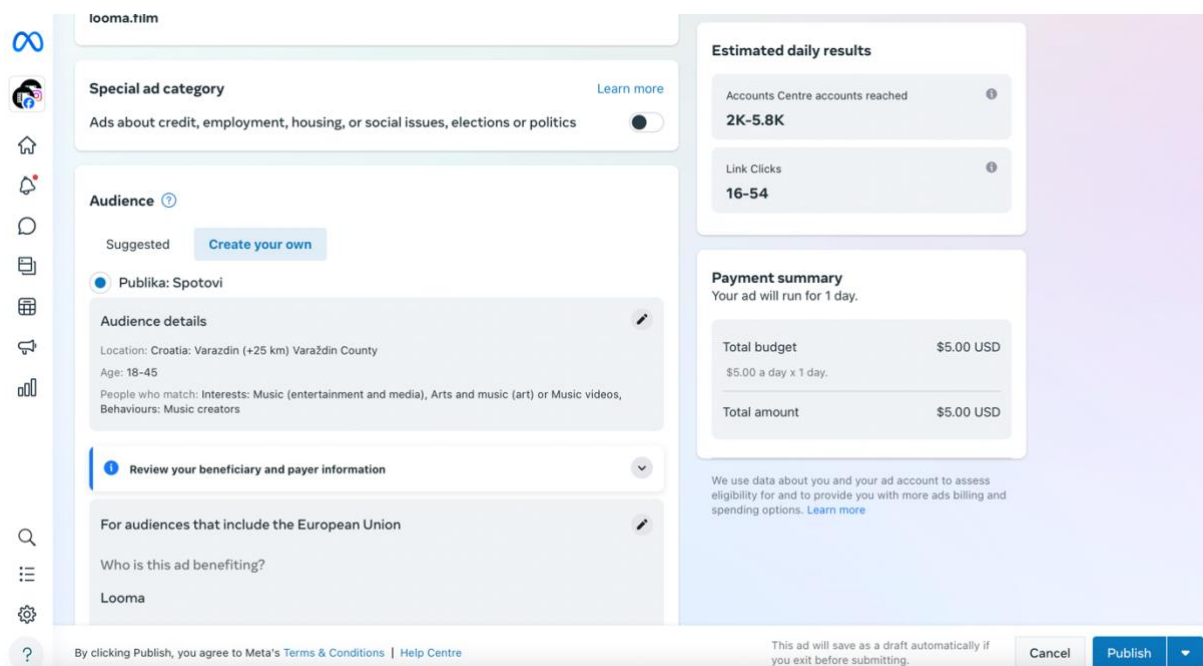 looma.film
Special ad category
Learn more
Ads about credit, employment, housing, or social issues, elections or politics
Audience
Suggested
Create your own
Publika: Spotovi
Audience details
Location: Croatia: Varazdin (+25 km) Varaždin County
Age: 18-45
People who match: Interests: Music (entertainment and media), Arts and music (art) or Music videos,
Behaviours: Music creators
Review your beneficiary and payer information
For audiences that include the European Union
Who is this ad benefiting?
Looma
Estimated daily results
Accounts Centre accounts reached
2K-5.8K
Link Clicks
16-54
Payment summary
Your ad will run for 1 day.
Total budget
$5.00 USD
$5.00 a day x 1 day.
Total amount
$5.00 USD
We use data about you and your ad account to assess
eligibility for and to provide you with more ads billing and
spending options. Learn more
By clicking Publish, you agree to Meta's Terms & Conditions | Help Centre
This ad will save as a draft automatically if
you exit before submitting.
Cancel
Publish